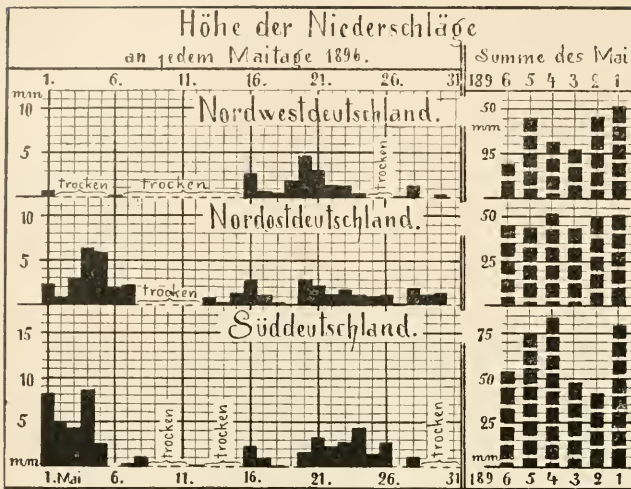 Höhe der Niederschläge
an jedem Maitage 1896.
Summe des Mai
1. 6. 11. 16. 21. 26. 31
189 6 5 4 3 2 1
mm
10
5
Nordwestdeutschland.
trocken
trocken
trocken
50
mm
25
10
5
Nordostdeutschland.
trocken
50
25
15
10
5
mm
Süddeutschland.
trocken
trocken
trocken
75
50
25
mm
1. Mai 6. 11. 16. 21. 26. 31
189 6 5 4 3 2 1